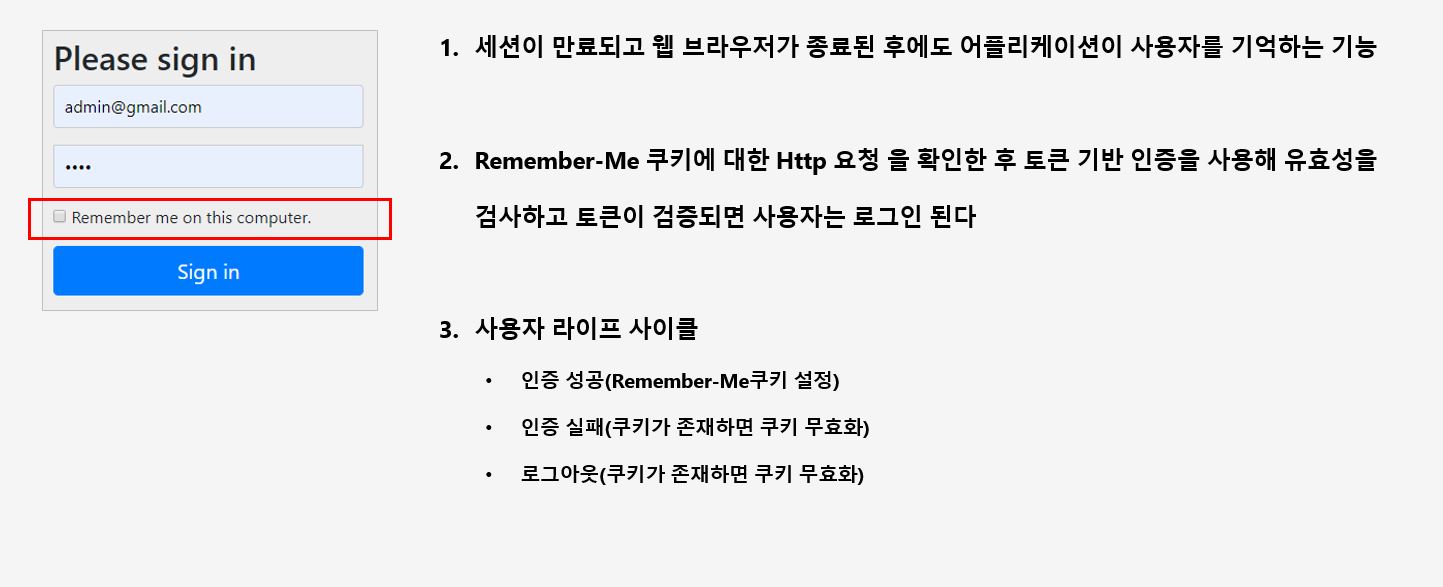 Please sign in
admin@gmail.com
••••
Remember me on this computer.
Sign in
1. 세션이 만료되고 웹 브라우저가 종료된 후에도 어플리케이션이 사용자를 기억하는 기능
2. Remember-Me 쿠키에 대한 Http 요청 을 확인한 후 토큰 기반 인증을 사용해 유효성을
검사하고 토큰이 검증되면 사용자는 로그인 된다
3. 사용자 라이프 사이클
• 인증 성공(Remember-Me쿠키 설정)
• 인증 실패(쿠키가 존재하면 쿠키 무효화)
• 로그아웃(쿠키가 존재하면 쿠키 무효화)